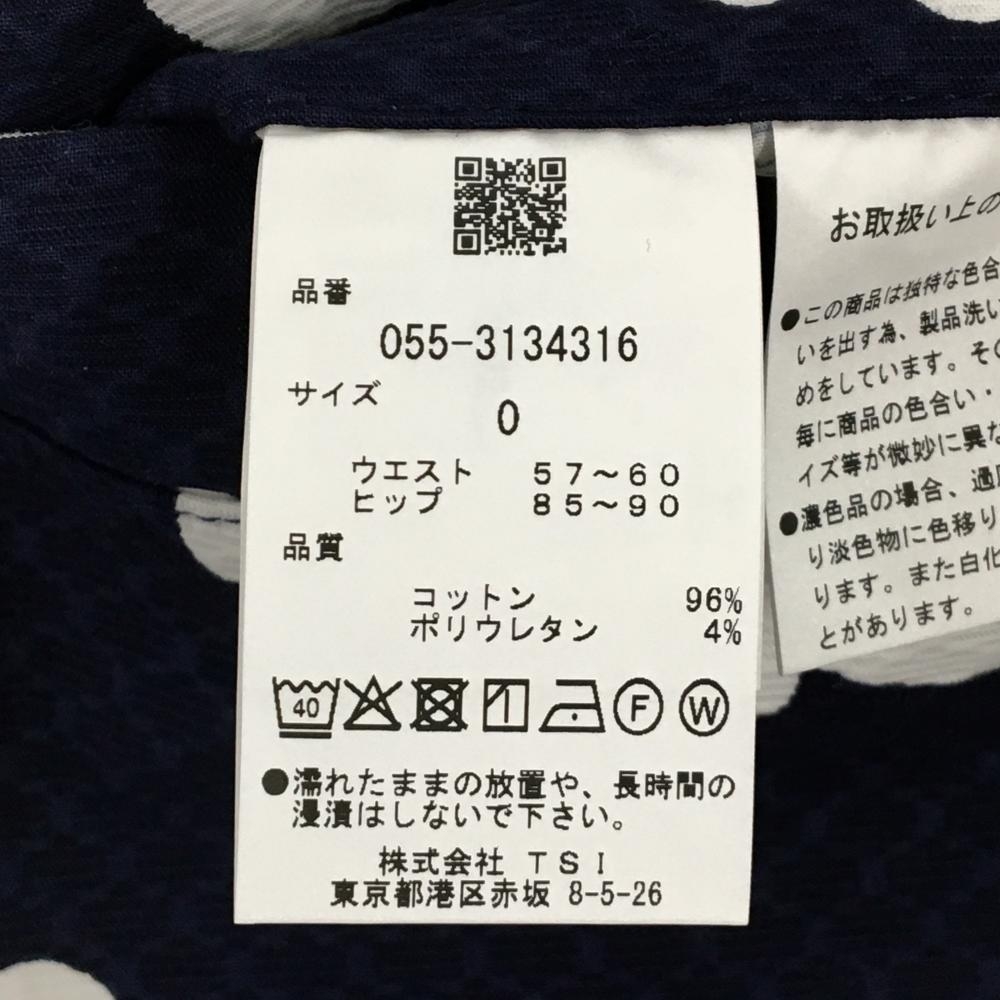 品番
055-3134316
サイズ
0
ウエスト 57～60
ヒップ 85～90
品質
コットン 96%
ポリウレタン 4%
40
F
W
●濡れたままの放置や、長時間の
浸漬はしないで下さい。
株式会社 TSI
東京都港区赤坂 8-5-26
お取扱い上の
●この商品は独特な色合
いを出す為、製品洗い
めをしています。その
毎に商品の色合い・
イズ等が微妙に異な
●濃色品の場合、過度
り淡色物に色移り
ります。また白化
とがあります。